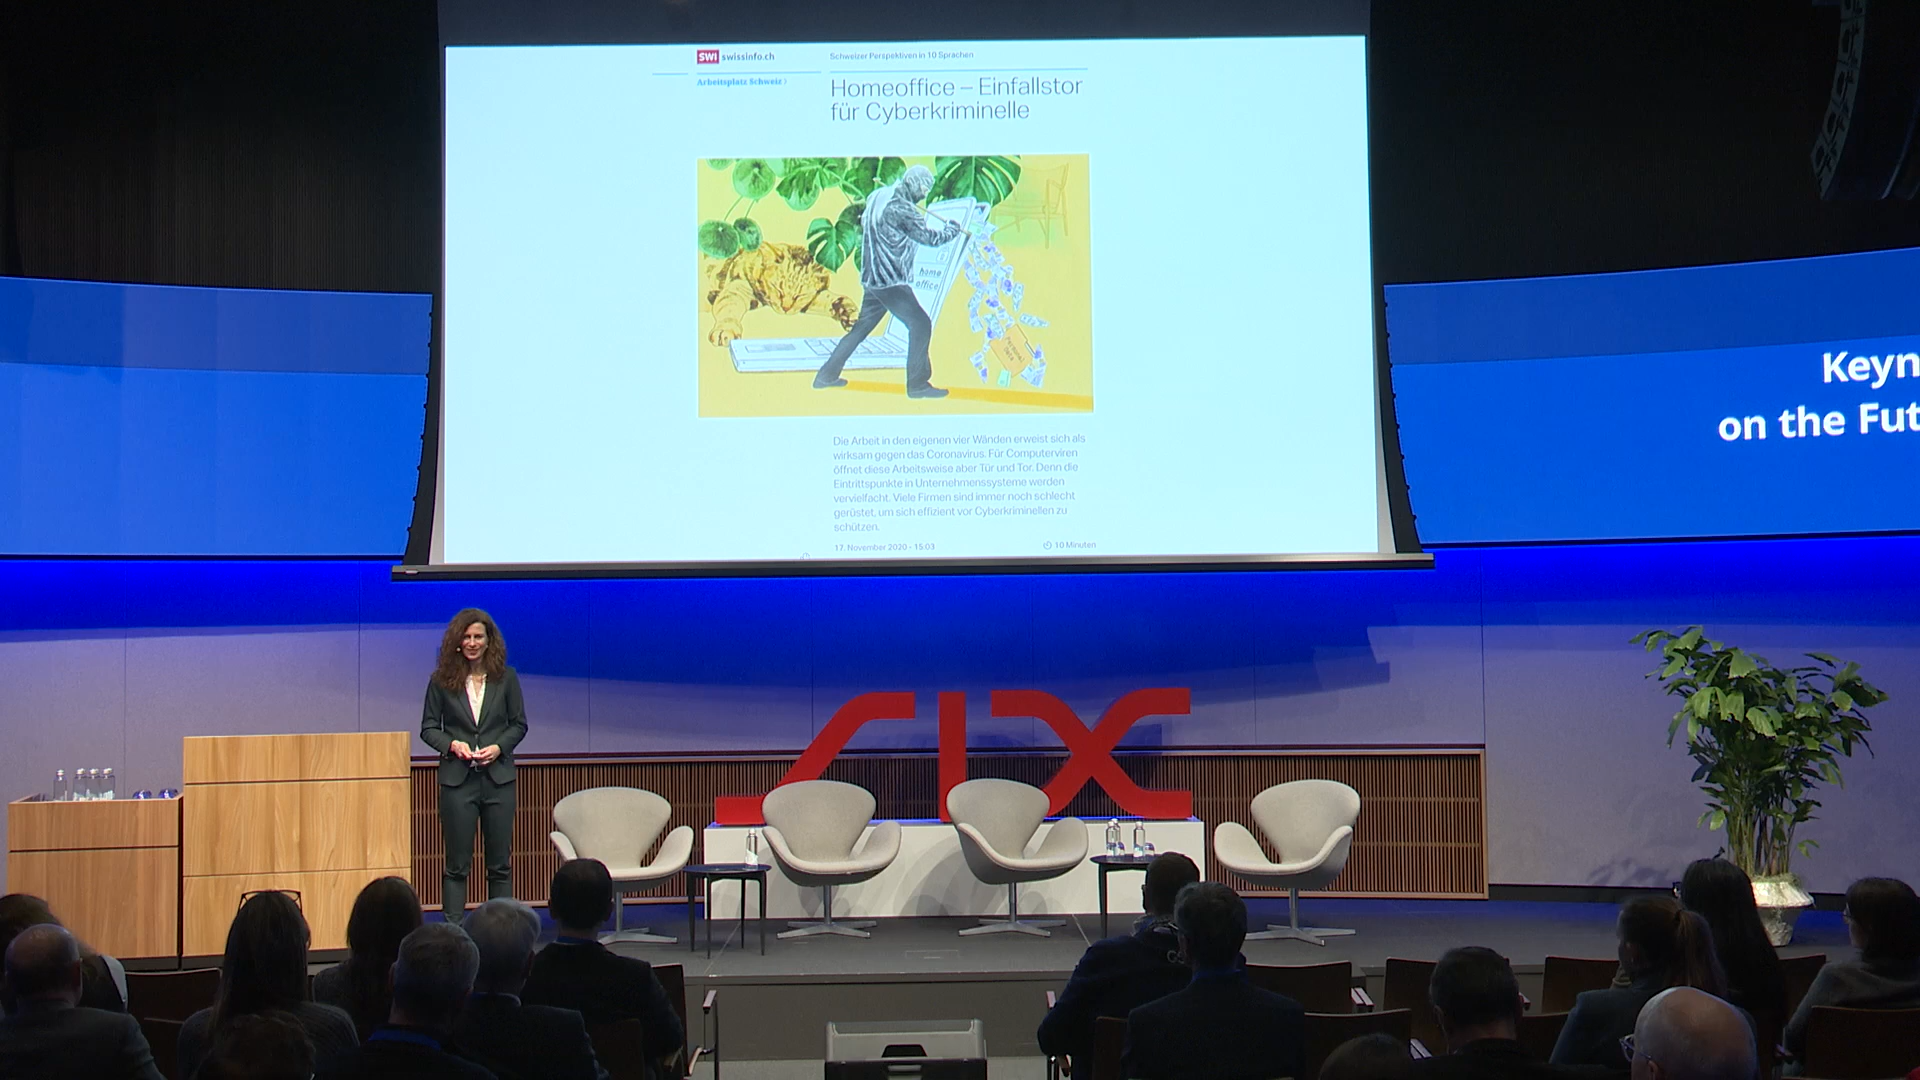 SWI swissinfo.ch
Schweizer Perspektiven in 10 Sprachen
Arbeitsplatz Schweiz
Homeoffice – Einfallstor
für Cyberkriminelle
home
office
Personal
Data
Die Arbeit in den eigenen vier Wänden erweist sich als
wirksam gegen das Coronavirus. Für Computerviren
öffnet diese Arbeitsweise aber Tür und Tor. Denn die
Eintrittspunkte in Unternehmenssysteme werden
vervielfacht. Viele Firmen sind immer noch schlecht
gerüstet, um sich effizient vor Cyberkriminellen zu
schützen.
17. November 2020 - 15:03
10 Minuten
Keyn
on the Fut
SIX